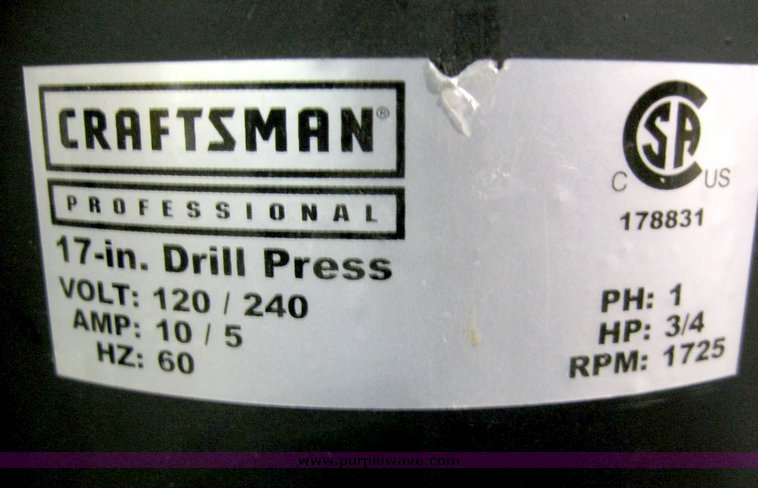 CRAFTSMAN®
PROFESSIONAL
17-in. Drill Press
VOLT: 120 / 240
AMP: 10 / 5
HZ: 60
CSA
C US
178831
PH: 1
HP: 3/4
RPM: 1725
www.purplewave.com